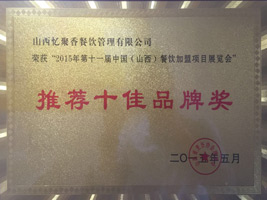 山西忆聚香餐饮管理有限公司
荣获“2015年第十一届中国（山西）餐饮加盟项目展览会”
推荐十佳品牌奖
二〇一五年五月